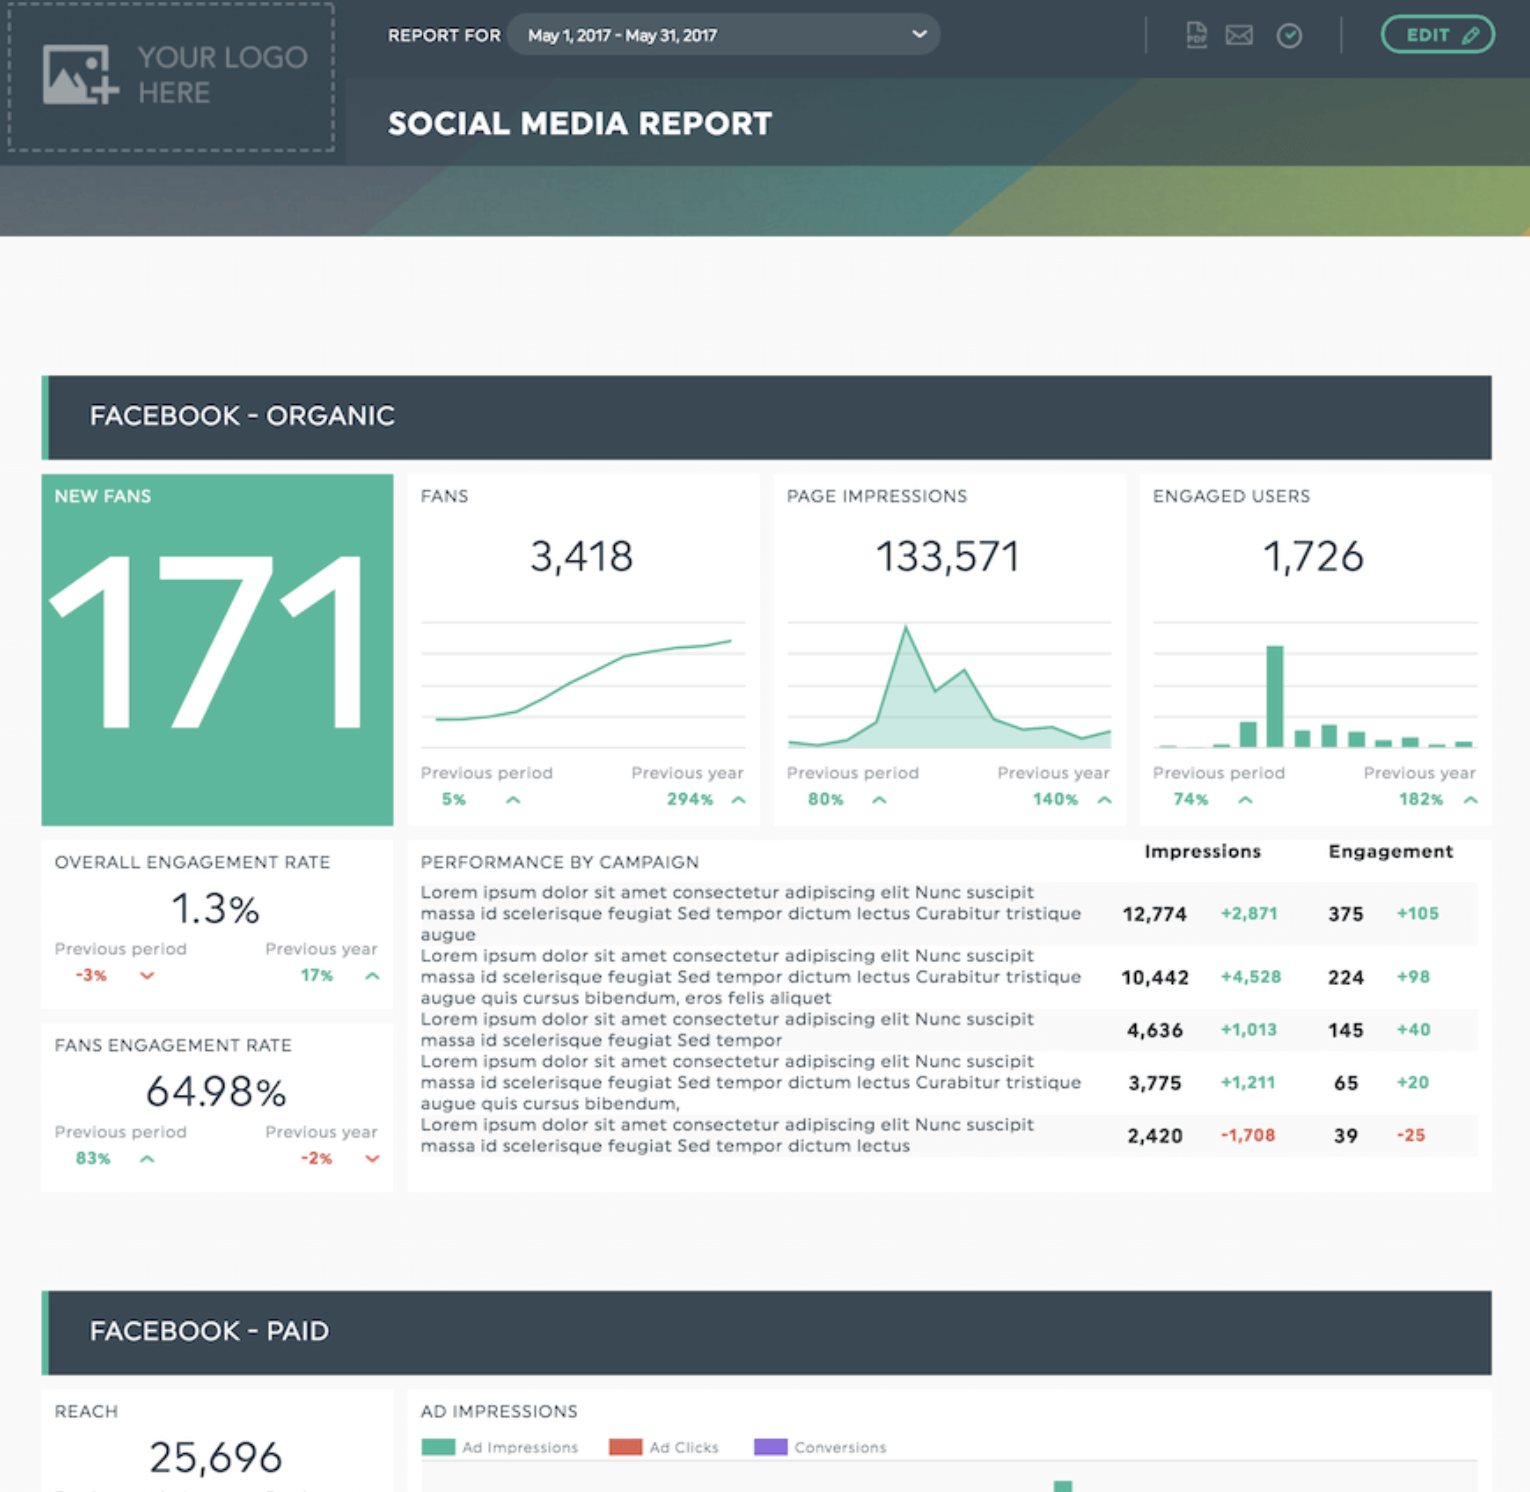 YOUR LOGO
HERE
REPORT FOR
May 1, 2017 - May 31, 2017
PDF
EDIT
SOCIAL MEDIA REPORT
FACEBOOK - ORGANIC
NEW FANS
171
FANS
3,418
Previous period Previous year
5% 294%
PAGE IMPRESSIONS
133,571
Previous period Previous year
80% 140%
ENGAGED USERS
1,726
Previous period Previous year
74% 182%
OVERALL ENGAGEMENT RATE
1.3%
Previous period Previous year
-3% 17%
FANS ENGAGEMENT RATE
64.98%
Previous period Previous year
83% -2%
PERFORMANCE BY CAMPAIGN
Impressions Engagement
Lorem ipsum dolor sit amet consectetur adipiscing elit Nunc suscipit
massa id scelerisque feugiat Sed tempor dictum lectus Curabitur tristique
augue
12,774 +2,871 375 +105
Lorem ipsum dolor sit amet consectetur adipiscing elit Nunc suscipit
massa id scelerisque feugiat Sed tempor dictum lectus Curabitur tristique
augue quis cursus bibendum, eros felis aliquet
10,442 +4,528 224 +98
Lorem ipsum dolor sit amet consectetur adipiscing elit Nunc suscipit
massa id scelerisque feugiat Sed tempor
4,636 +1,013 145 +40
Lorem ipsum dolor sit amet consectetur adipiscing elit Nunc suscipit
massa id scelerisque feugiat Sed tempor dictum lectus Curabitur tristique
augue quis cursus bibendum,
3,775 +1,211 65 +20
Lorem ipsum dolor sit amet consectetur adipiscing elit Nunc suscipit
massa id scelerisque feugiat Sed tempor dictum lectus
2,420 -1,708 39 -25
FACEBOOK - PAID
REACH
25,696
AD IMPRESSIONS
Ad Impressions Ad Clicks Conversions